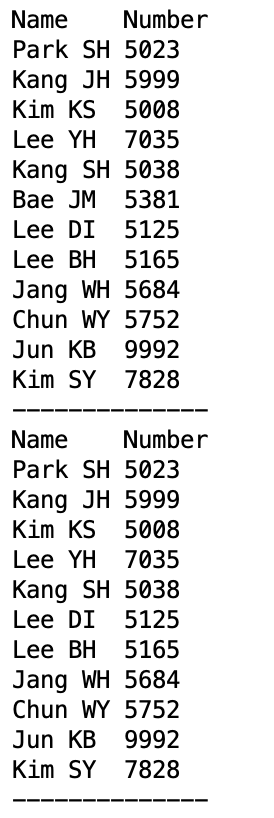 Name    Number
Park SH 5023
Kang JH 5999
Kim KS  5008
Lee YH  7035
Kang SH 5038
Bae JM  5381
Lee DI  5125
Lee BH  5165
Jang WH 5684
Chun WY 5752
Jun KB  9992
Kim SY  7828
--------------
Name    Number
Park SH 5023
Kang JH 5999
Kim KS  5008
Lee YH  7035
Kang SH 5038
Lee DI  5125
Lee BH  5165
Jang WH 5684
Chun WY 5752
Jun KB  9992
Kim SY  7828
--------------